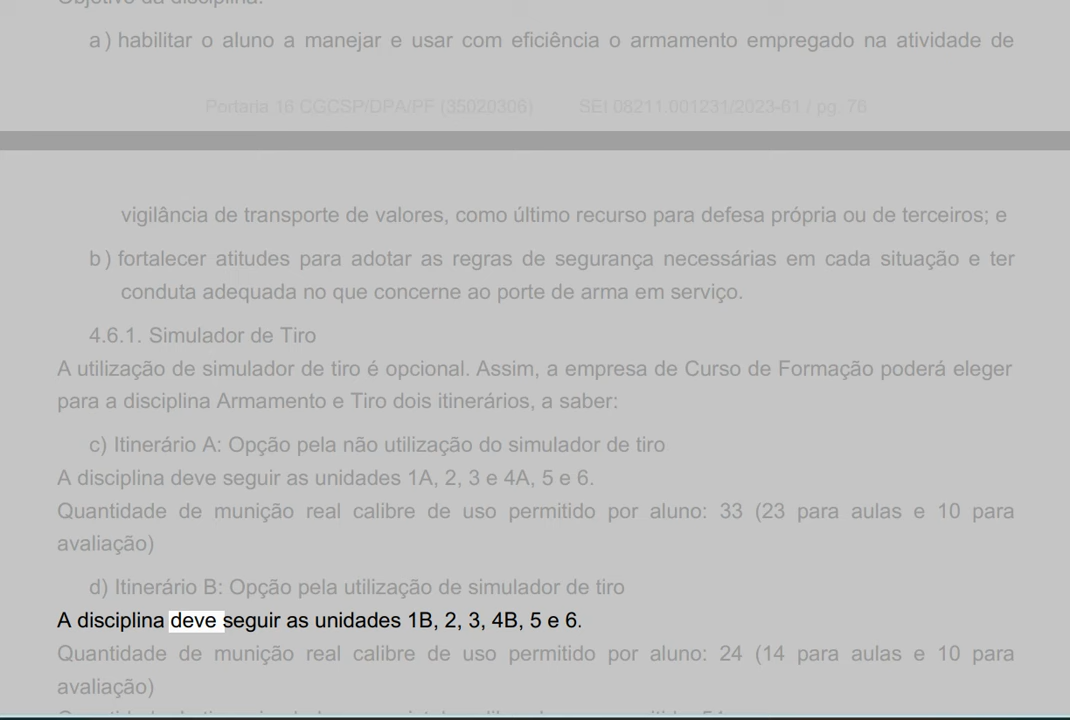 Objetivo da disciplina:
a) habilitar o aluno a manejar e usar com eficiência o armamento empregado na atividade de
Portaria 16 CGCSP/DPA/PF (35020306) SEI 08211.001231/2023-81 / pg. 76
vigilância de transporte de valores, como último recurso para defesa própria ou de terceiros; e
b) fortalecer atitudes para adotar as regras de segurança necessárias em cada situação e ter
conduta adequada no que concerne ao porte de arma em serviço.
4.6.1. Simulador de Tiro
A utilização de simulador de tiro é opcional. Assim, a empresa de Curso de Formação poderá eleger
para a disciplina Armamento e Tiro dois itinerários, a saber:
c) Itinerário A: Opção pela não utilização do simulador de tiro
A disciplina deve seguir as unidades 1A, 2, 3 e 4A, 5 e 6.
Quantidade de munição real calibre de uso permitido por aluno: 33 (23 para aulas e 10 para
avaliação)
d) Itinerário B: Opção pela utilização de simulador de tiro
A disciplina deve seguir as unidades 1B, 2, 3, 4B, 5 e 6.
Quantidade de munição real calibre de uso permitido por aluno: 24 (14 para aulas e 10 para
avaliação)